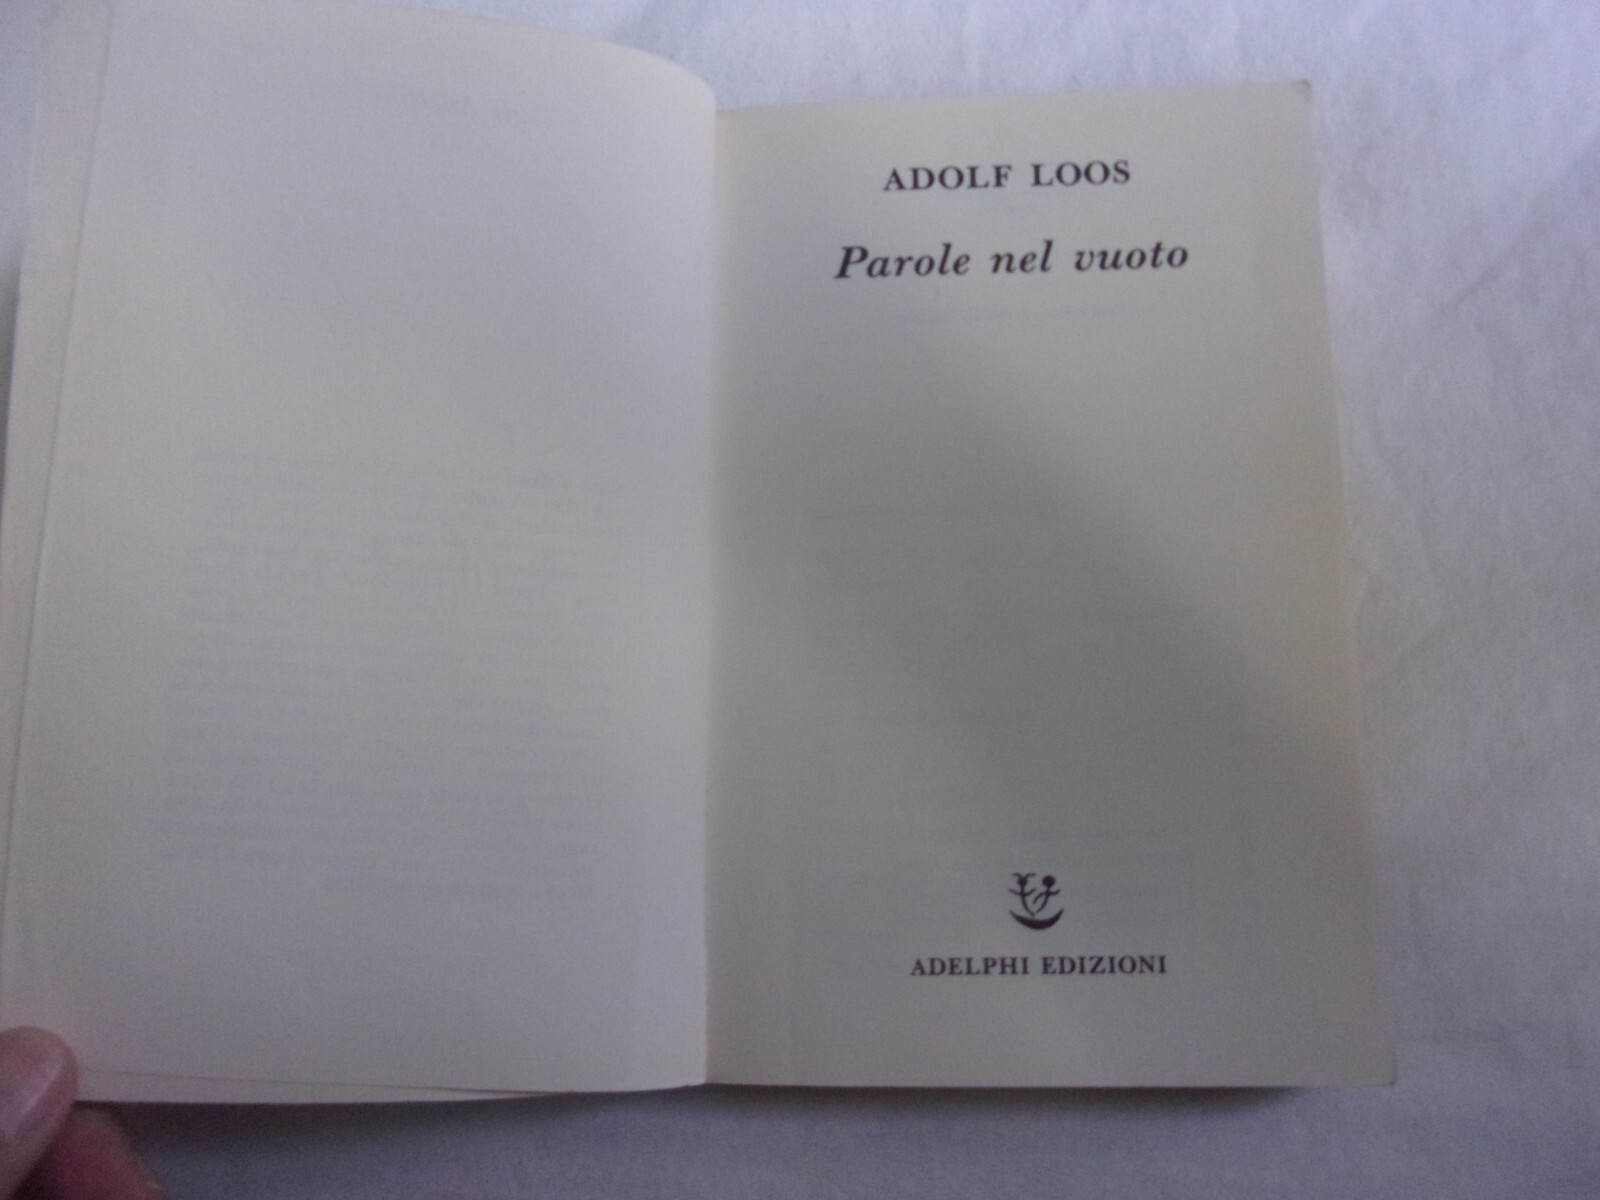 ADOLF LOOS
Parole nel vuoto
ADELPHI EDIZIONI